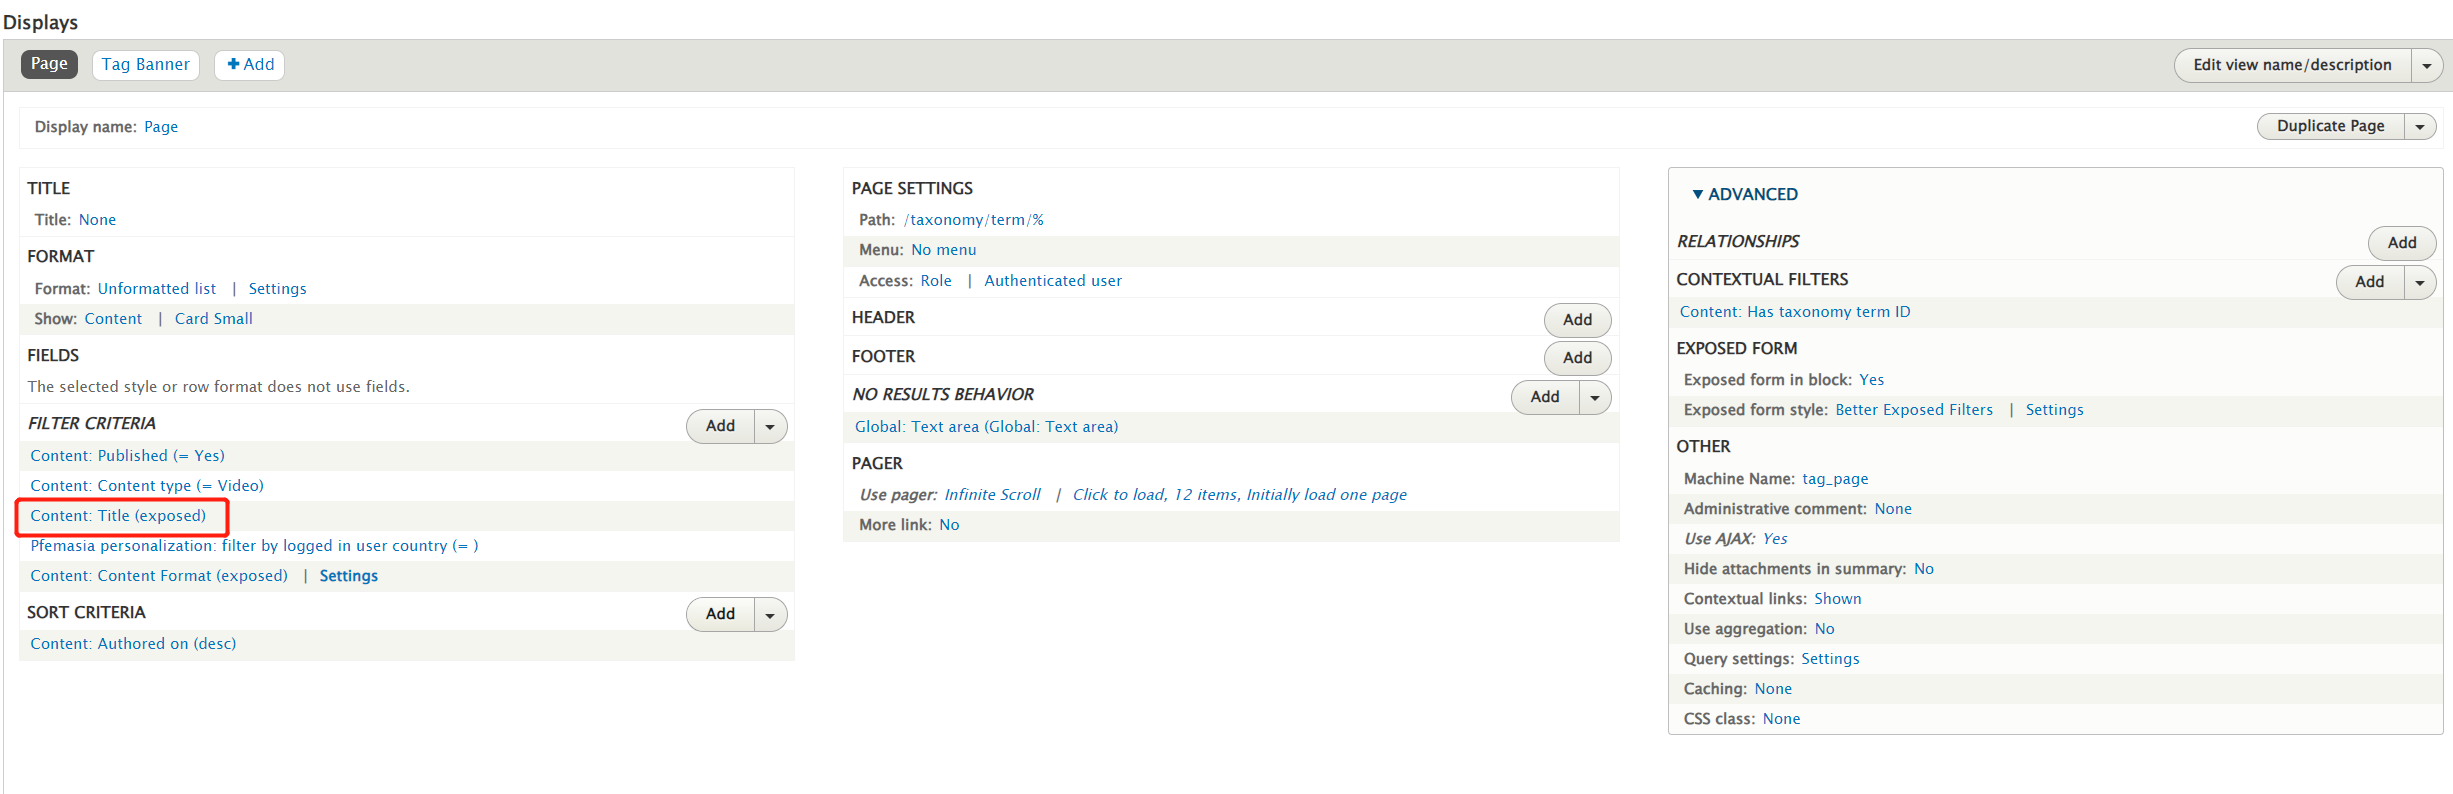 Displays
Page
Tag Banner
Add
Edit view name/description
Display name: Page
Duplicate Page
TITLE
Title: None
FORMAT
Format: Unformatted list | Settings
Show: Content | Card Small
FIELDS
The selected style or row format does not use fields.
FILTER CRITERIA
Add
Content: Published (= Yes)
Content: Content type (= Video)
Content: Title (exposed)
Pfemasia personalization: filter by logged in user country (= )
Content: Content Format (exposed) | Settings
SORT CRITERIA
Add
Content: Authored on (desc)
PAGE SETTINGS
Path: /taxonomy/term/%
Menu: No menu
Access: Role | Authenticated user
HEADER
Add
FOOTER
Add
NO RESULTS BEHAVIOR
Add
Global: Text area (Global: Text area)
PAGER
Use pager: Infinite Scroll | Click to load, 12 items, Initially load one page
More link: No
ADVANCED
RELATIONSHIPS
Add
CONTEXTUAL FILTERS
Add
Content: Has taxonomy term ID
EXPOSED FORM
Exposed form in block: Yes
Exposed form style: Better Exposed Filters | Settings
OTHER
Machine Name: tag_page
Administrative comment: None
Use AJAX: Yes
Hide attachments in summary: No
Contextual links: Shown
Use aggregation: No
Query settings: Settings
Caching: None
CSS class: None